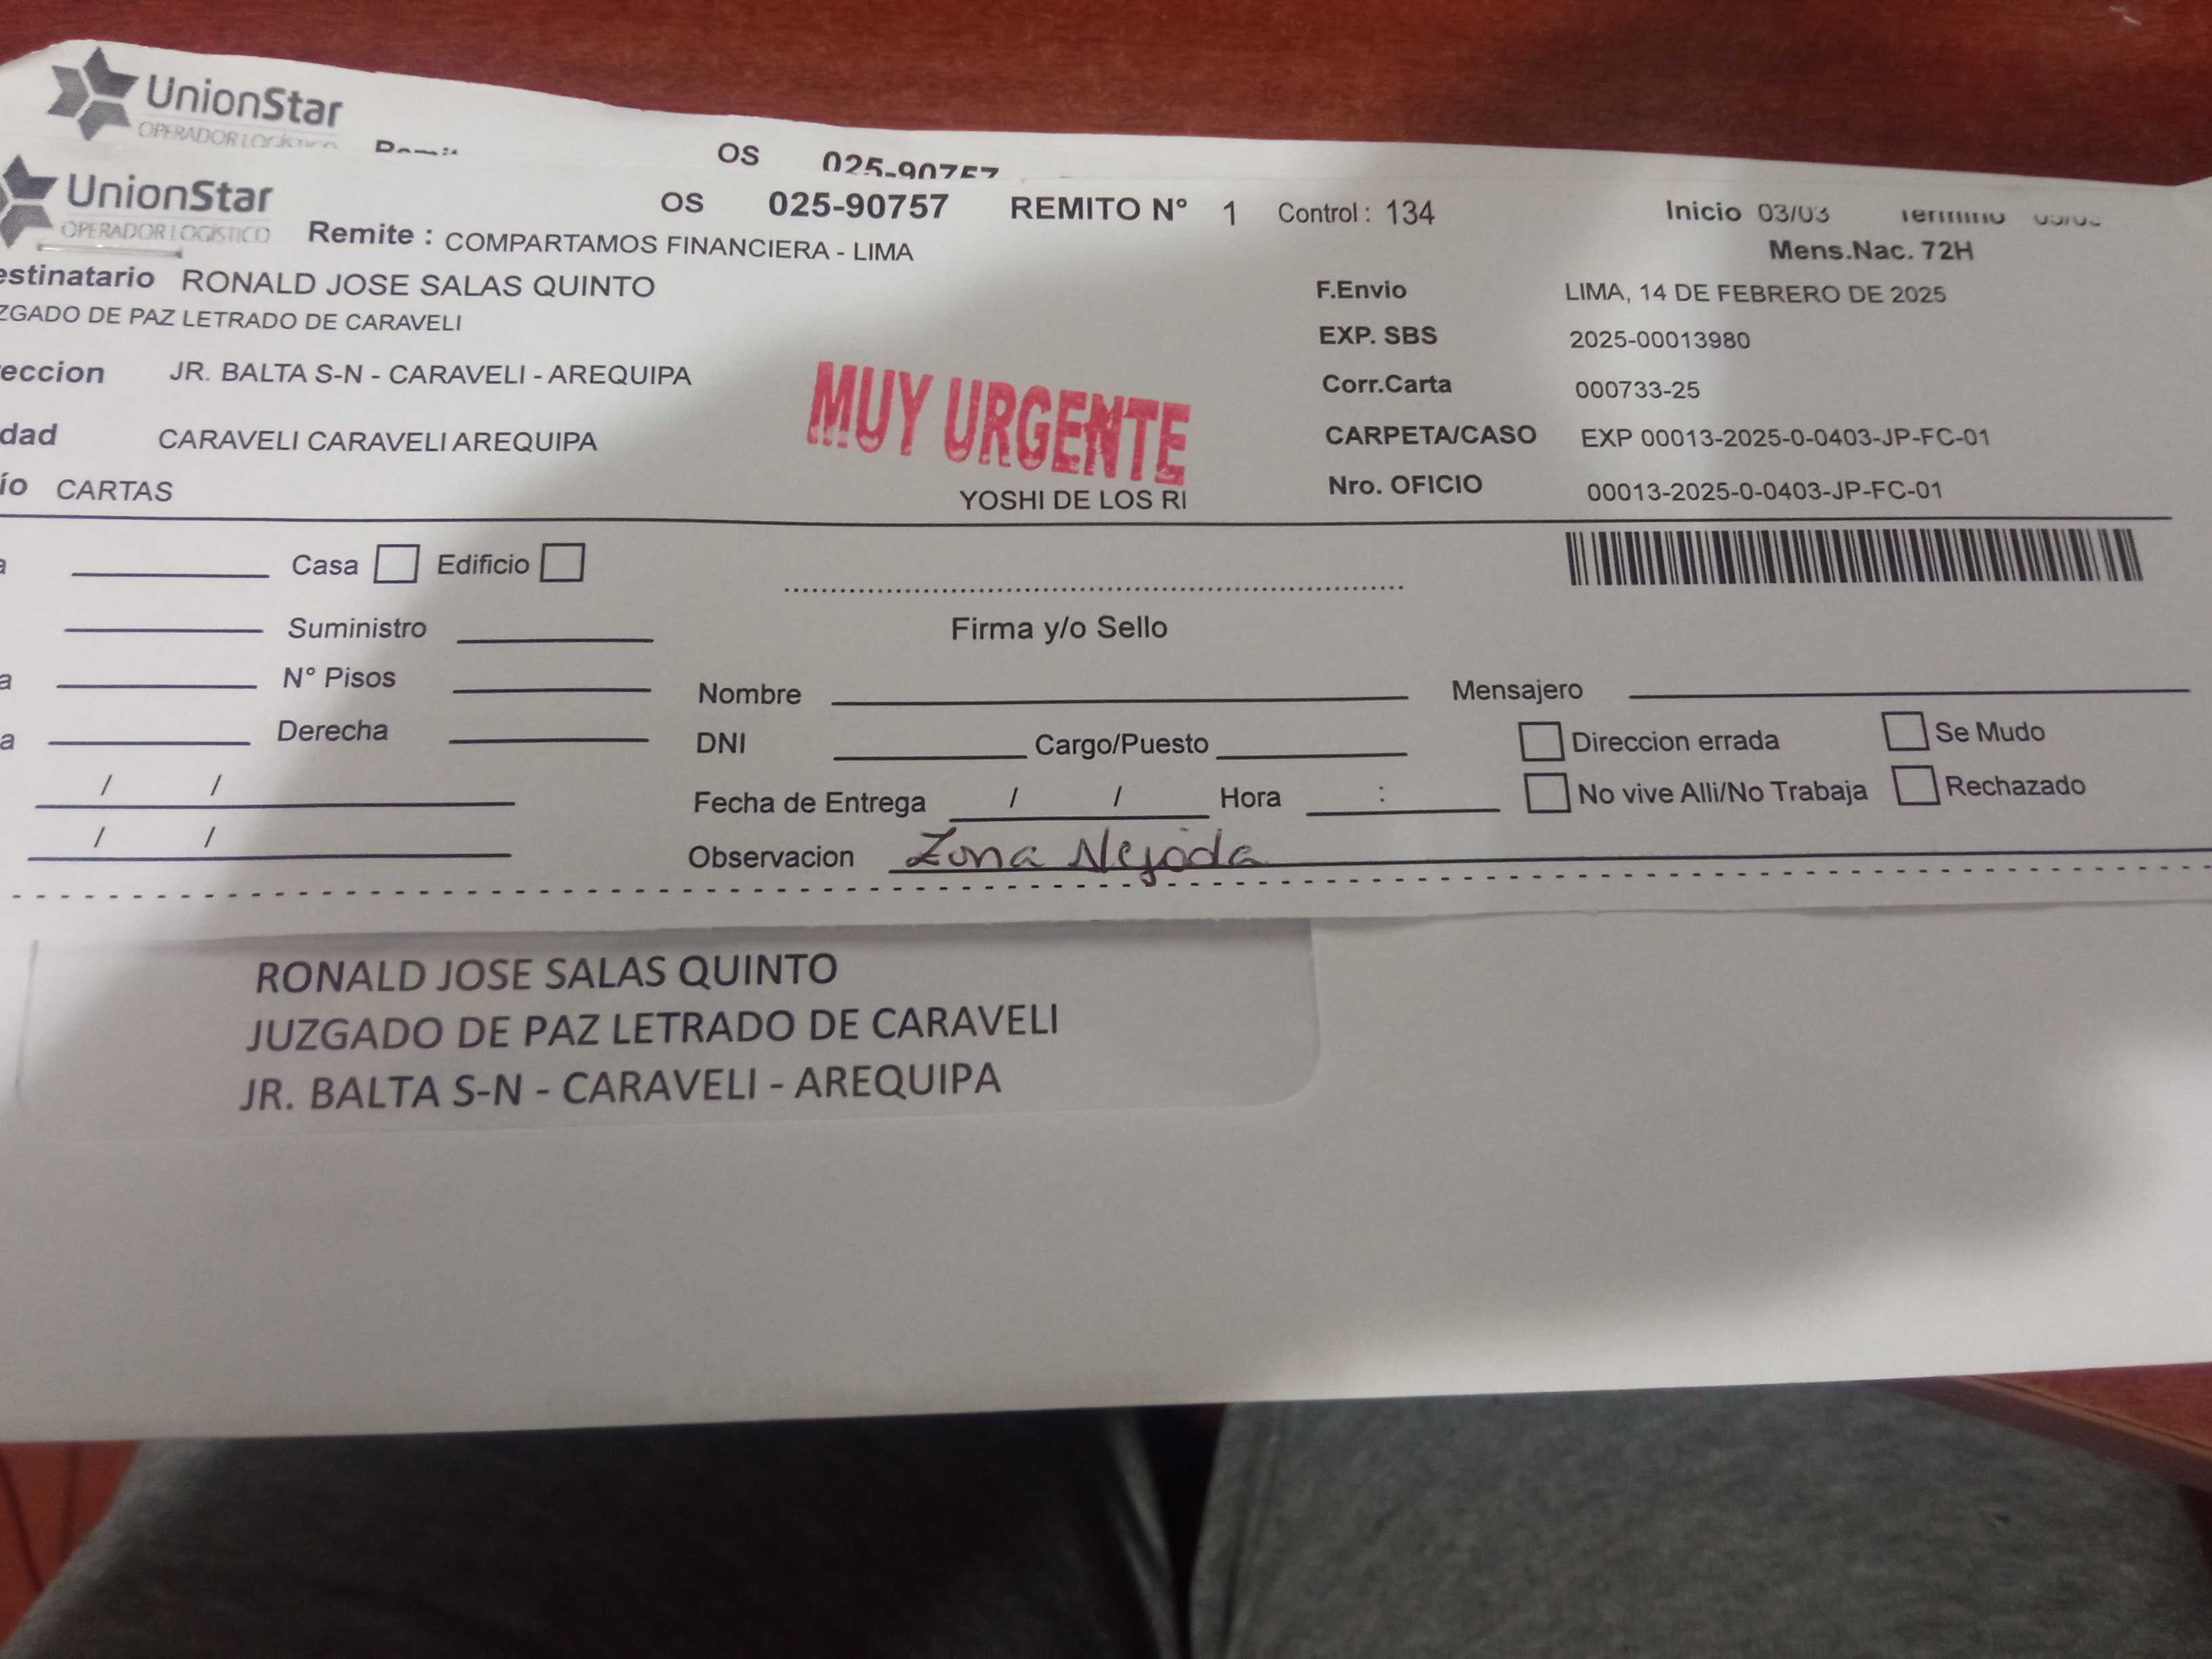 UnionStar
OPERADOR LOGÍSTICO
OS 025-90757
UnionStar
OPERADOR LOGISTICO
OS 025-90757 REMITO N° 1 Control : 134 Inicio 03/03
Remite : COMPARTAMOS FINANCIERA - LIMA
Mens.Nac. 72H
estinatario RONALD JOSE SALAS QUINTO
ZGADO DE PAZ LETRADO DE CARAVELI
F.Envio LIMA, 14 DE FEBRERO DE 2025
EXP. SBS 2025-00013980
eccion JR. BALTA S-N - CARAVELI - AREQUIPA
Corr.Carta 000733-25
MUY URGENTE
dad CARAVELI CARAVELI AREQUIPA
CARPETA/CASO EXP 00013-2025-0-0403-JP-FC-01
ío CARTAS
YOSHI DE LOS RI
Nro. OFICIO 00013-2025-0-0403-JP-FC-01
a Casa Edificio
Suministro
Firma y/o Sello
a N° Pisos
Nombre Mensajero
a Derecha
DNI Cargo/Puesto
Direccion errada Se Mudo
/ /
Fecha de Entrega / / Hora :
No vive Alli/No Trabaja Rechazado
/ /
Observacion Zona Alejada
RONALD JOSE SALAS QUINTO
JUZGADO DE PAZ LETRADO DE CARAVELI
JR. BALTA S-N - CARAVELI - AREQUIPA